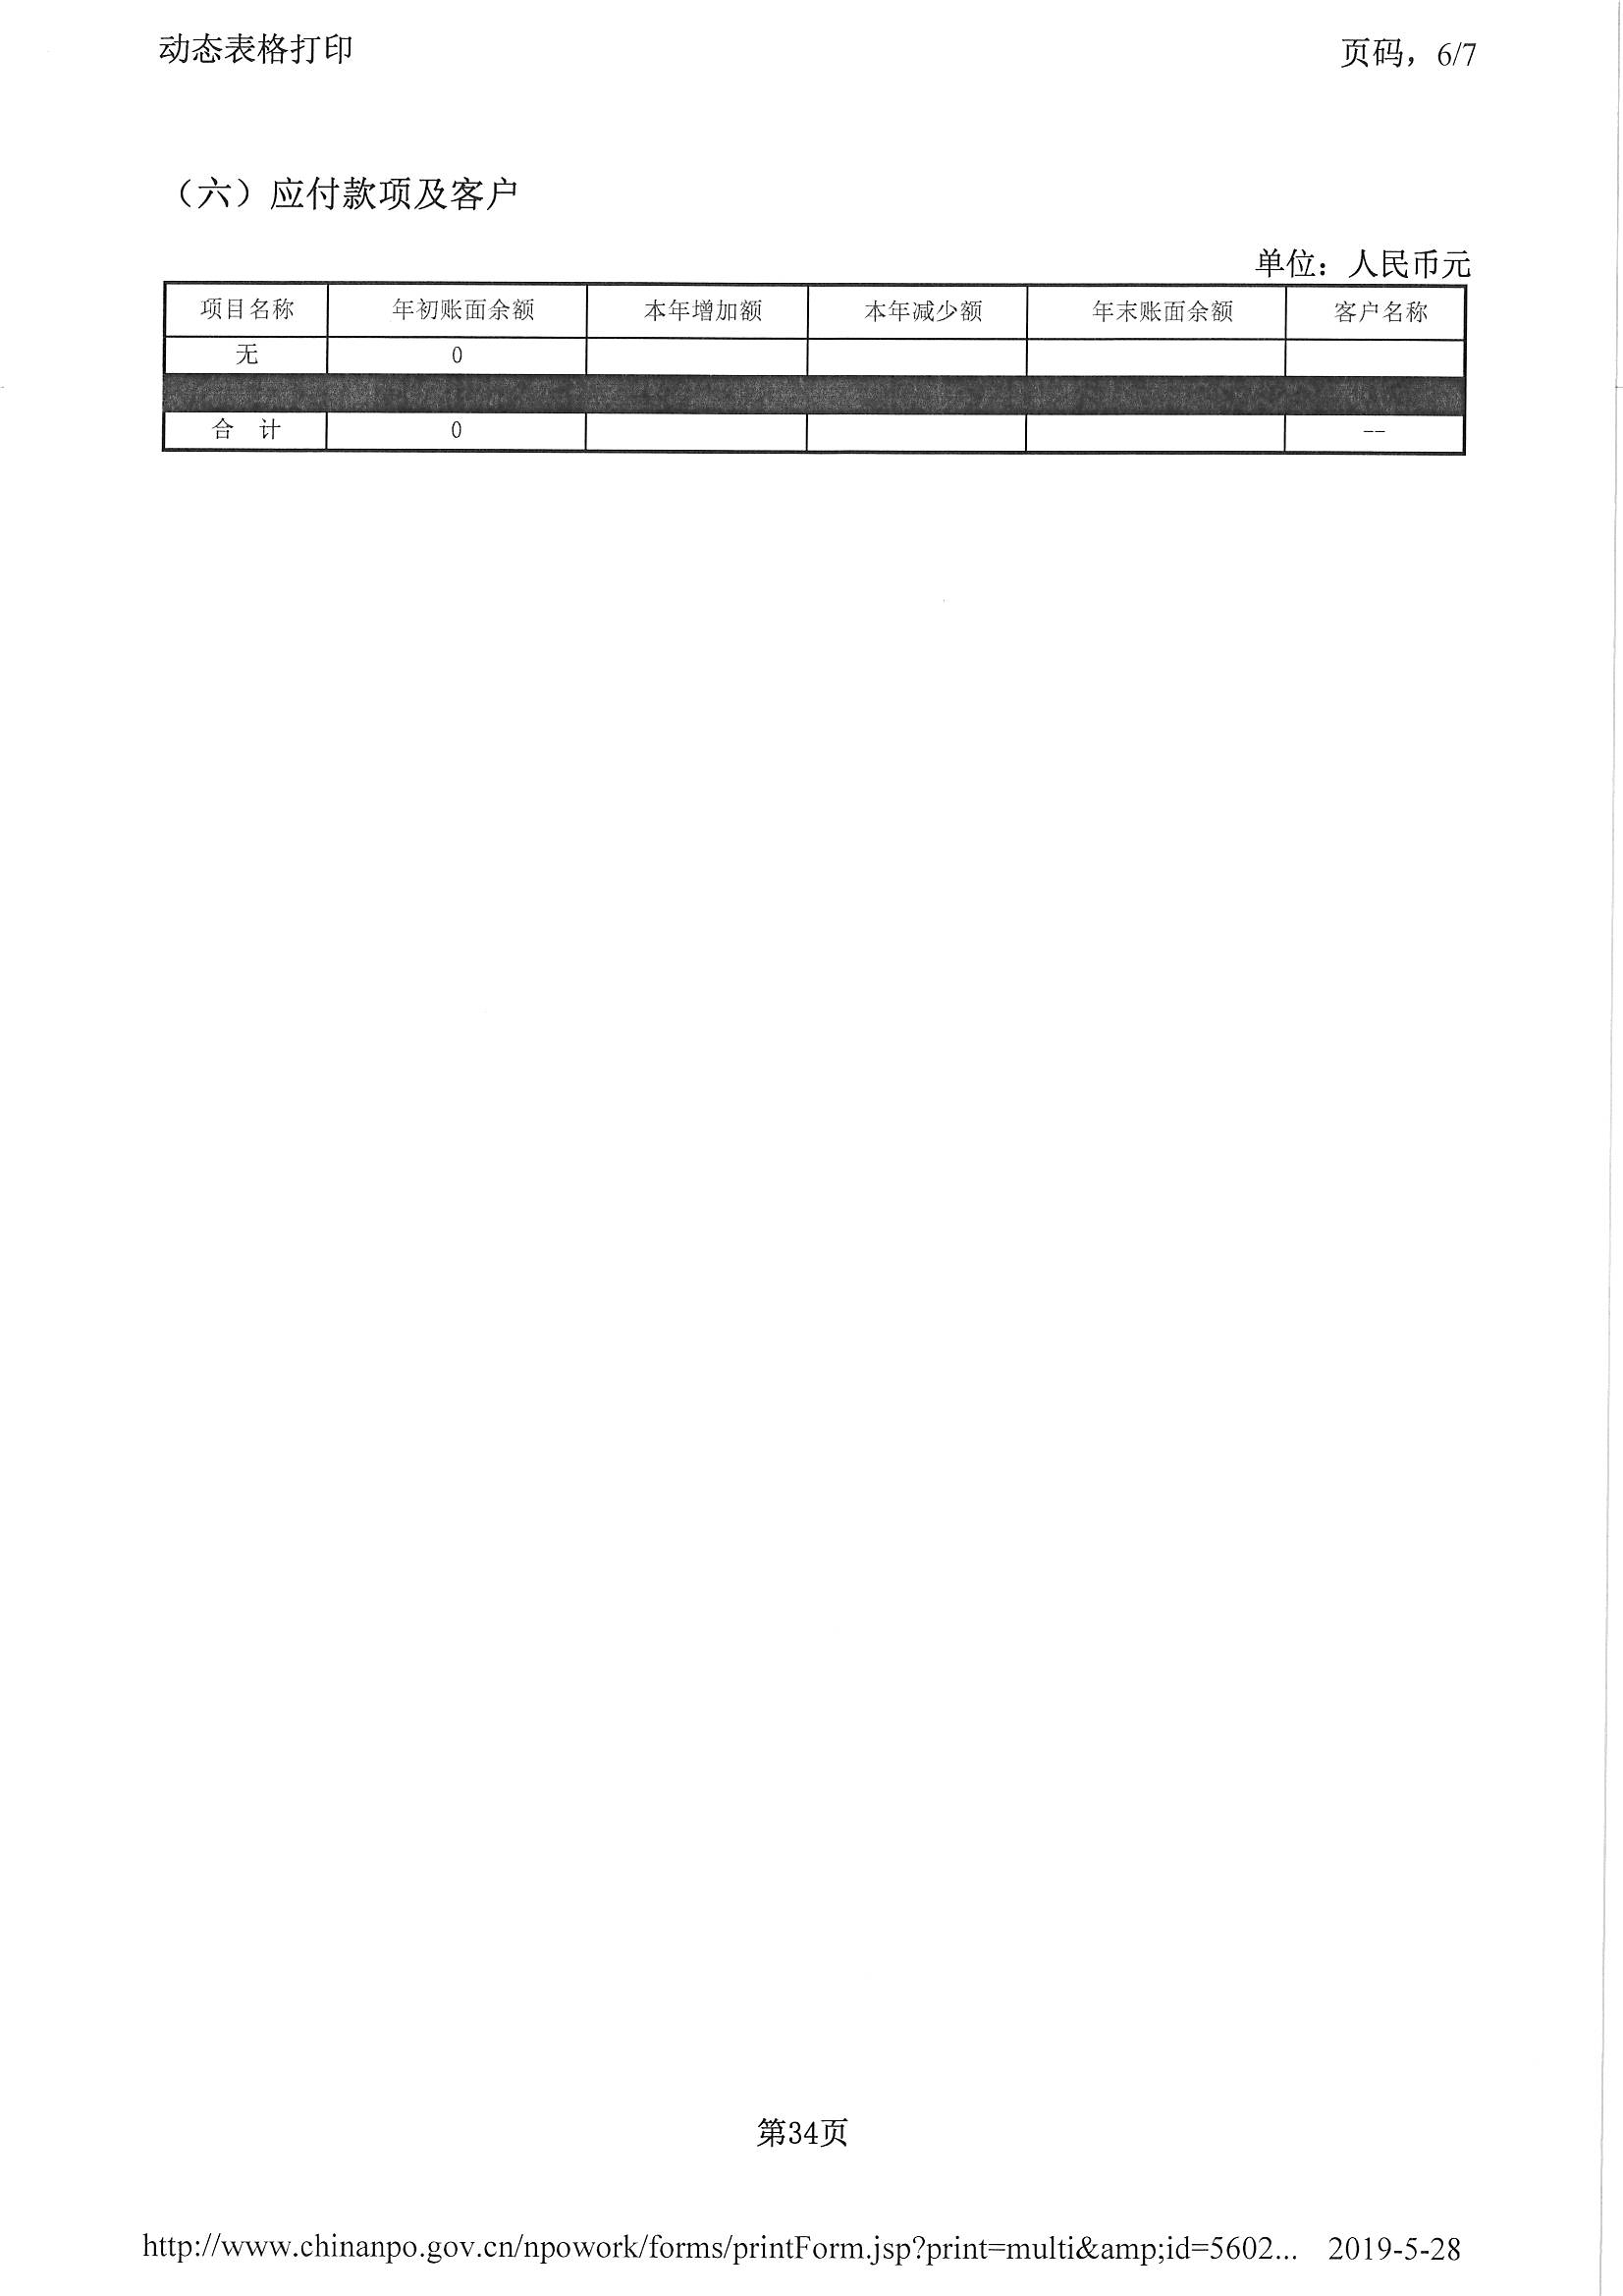 动态表格打印 页码，6/7
（六）应付款项及客户
单位：人民币元
项目名称 年初账面余额 本年增加额 本年减少额 年末账面余额 客户名称
无 0
合 计 0 --
第34页
http://www.chinanpo.gov.cn/npowork/forms/printForm.jsp?print=multi&amp;id=5602... 2019-5-28